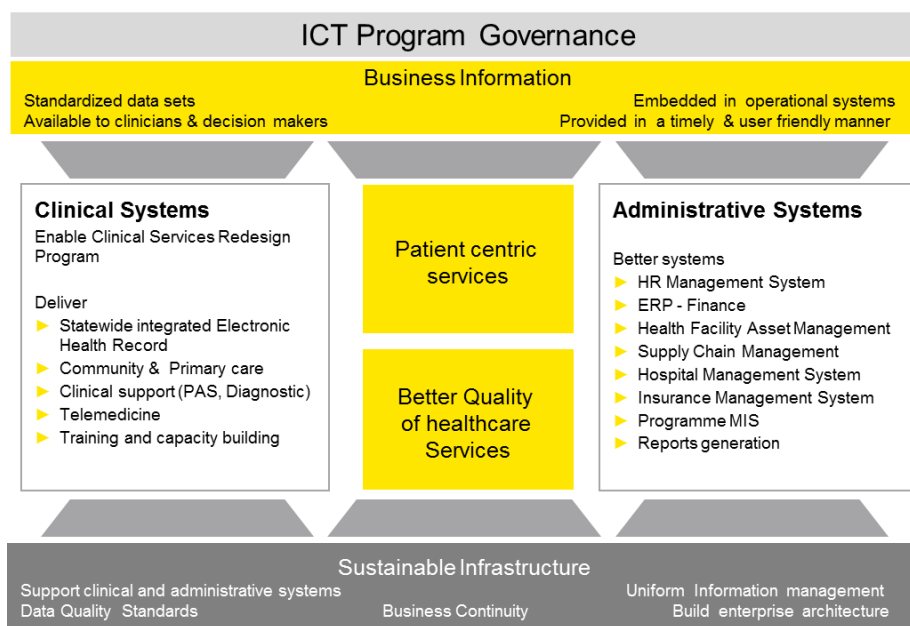 ICT Program Governance
Business Information
Standardized data sets
Available to clinicians & decision makers
Embedded in operational systems
Provided in a timely & user friendly manner
Clinical Systems
Enable Clinical Services Redesign
Program
Deliver
Statewide integrated Electronic
Health Record
Community & Primary care
Clinical support (PAS, Diagnostic)
Telemedicine
Training and capacity building
Patient centric
services
Better Quality
of healthcare
Services
Administrative Systems
Better systems
HR Management System
ERP - Finance
Health Facility Asset Management
Supply Chain Management
Hospital Management System
Insurance Management System
Programme MIS
Reports generation
Sustainable Infrastructure
Support clinical and administrative systems
Data Quality Standards
Business Continuity
Uniform Information management
Build enterprise architecture